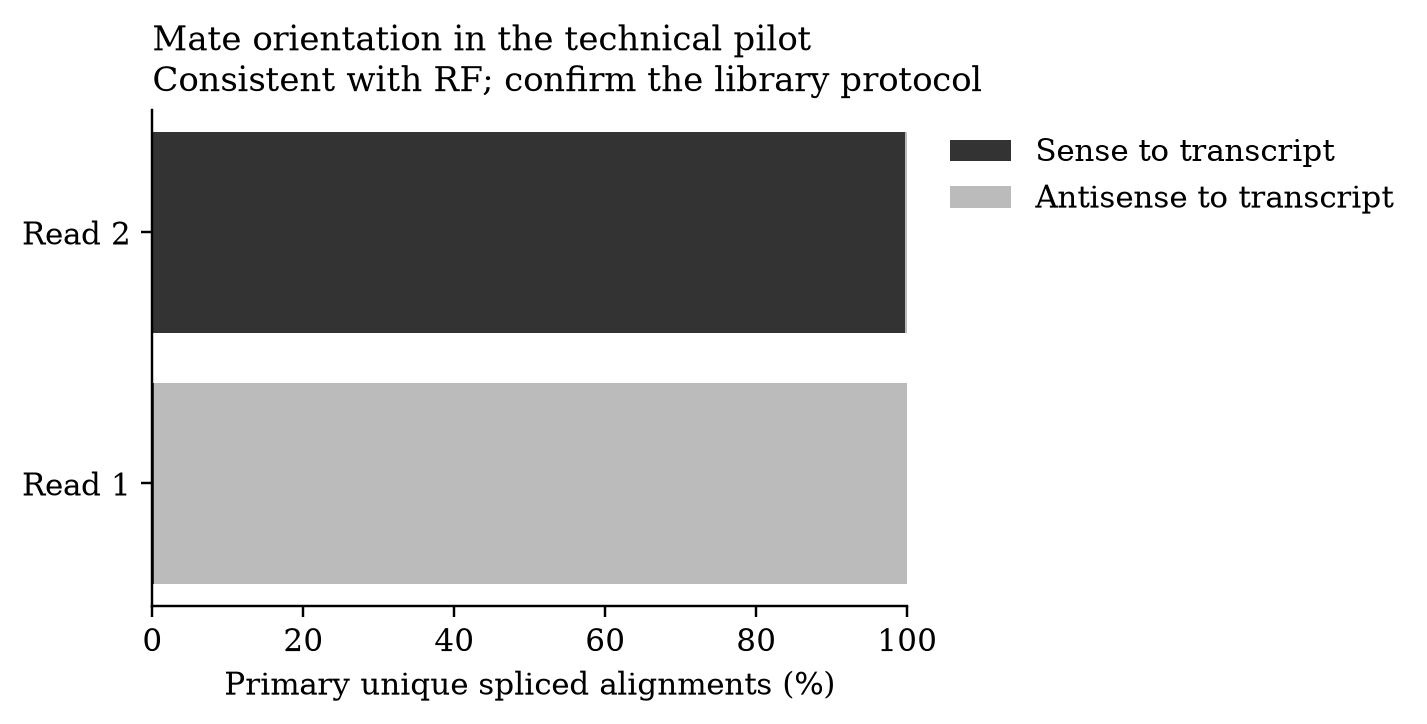 Mate orientation in the technical pilot
Consistent with RF; confirm the library protocol
Sense to transcript
Antisense to transcript
Read 2
Read 1
0 20 40 60 80 100
Primary unique spliced alignments (%)